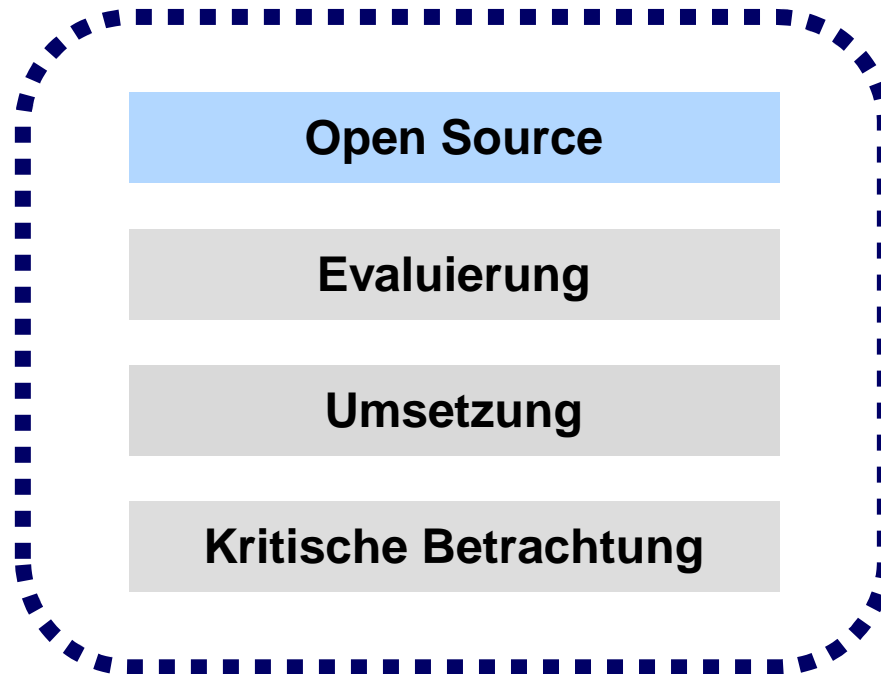 Open Source
Evaluierung
Umsetzung
Kritische Betrachtung